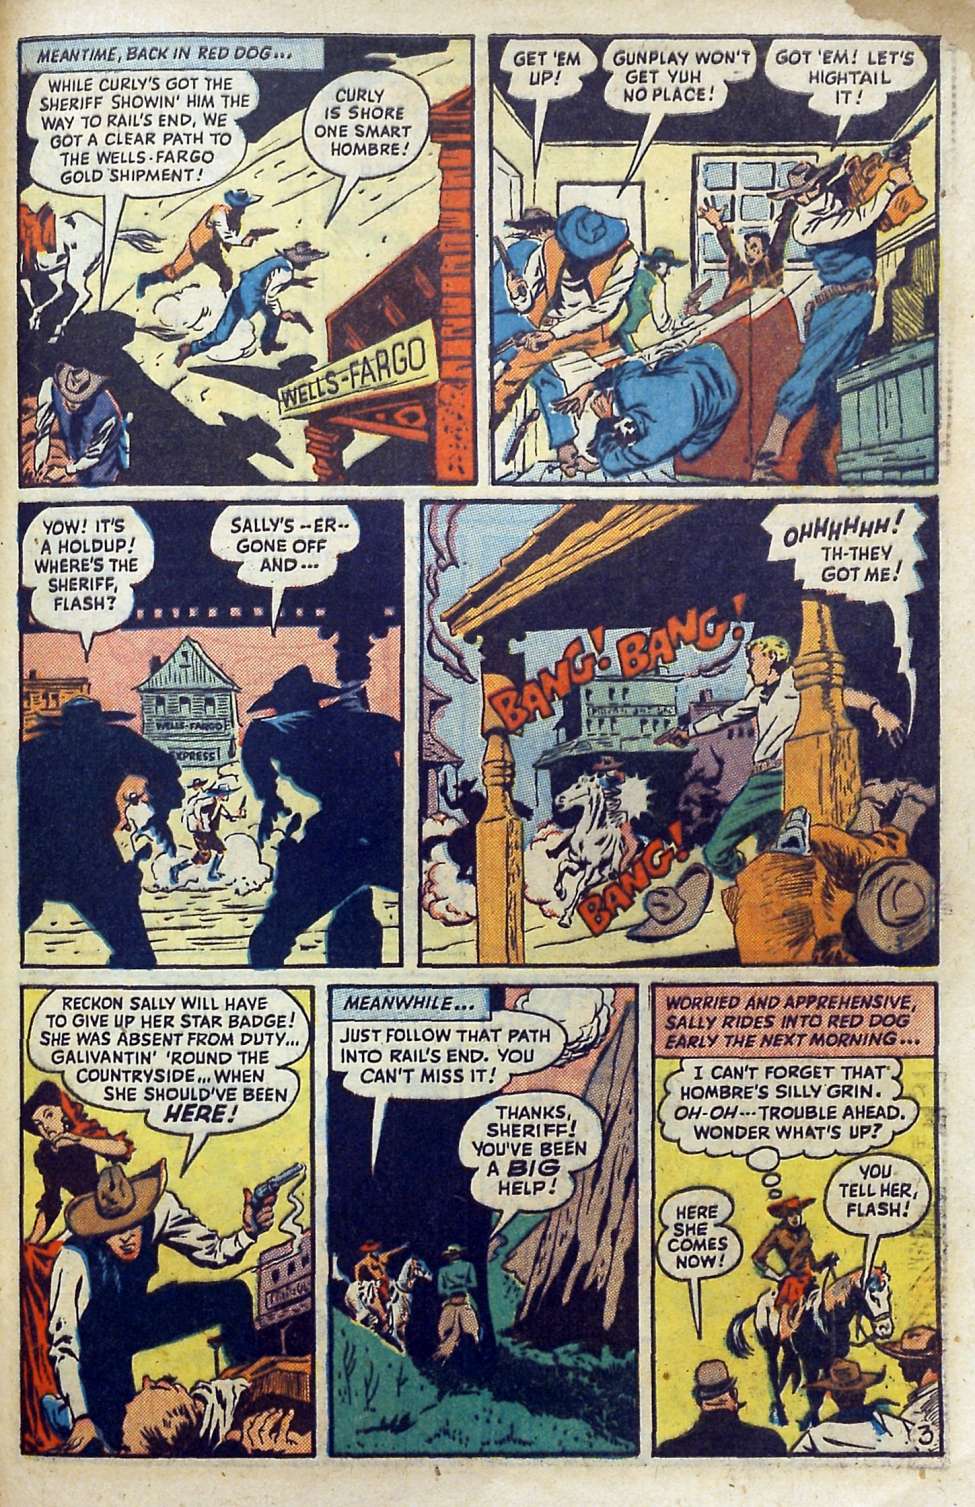 MEANTIME, BACK IN RED DOG...
WHILE CURLY'S GOT THE
SHERIFF SHOWIN' HIM THE
WAY TO RAIL'S END, WE
GOT A CLEAR PATH TO
THE WELLS-FARGO
GOLD SHIPMENT!
CURLY
IS SHORE
ONE SMART
HOMBRE!
WELLS-FARGO
GET 'EM
UP!
GUNPLAY WON'T
GET YUH
NO PLACE!
GOT 'EM! LET'S
HIGHTAIL
IT!
YOW! IT'S
A HOLDUP!
WHERE'S THE
SHERIFF,
FLASH?
SALLY'S --ER--
GONE OFF
AND---
WELLS-FARGO
EXPRESS
BANG! BANG!
BANG!
OHHHHHH!
TH-THEY
GOT ME!
RECKON SALLY WILL HAVE
TO GIVE UP HER STAR BADGE!
SHE WAS ABSENT FROM DUTY...
GALIVANTIN' 'ROUND THE
COUNTRYSIDE... WHEN
SHE SHOULD'VE BEEN
HERE!
MEANWHILE...
JUST FOLLOW THAT PATH
INTO RAIL'S END. YOU
CAN'T MISS IT!
THANKS,
SHERIFF!
YOU'VE BEEN
A BIG
HELP!
WORRIED AND APPREHENSIVE,
SALLY RIDES INTO RED DOG
EARLY THE NEXT MORNING...
I CAN'T FORGET THAT
HOMBRE'S SILLY GRIN.
OH-OH--- TROUBLE AHEAD.
WONDER WHAT'S UP?
HERE
SHE
COMES
NOW!
YOU
TELL HER,
FLASH!
3